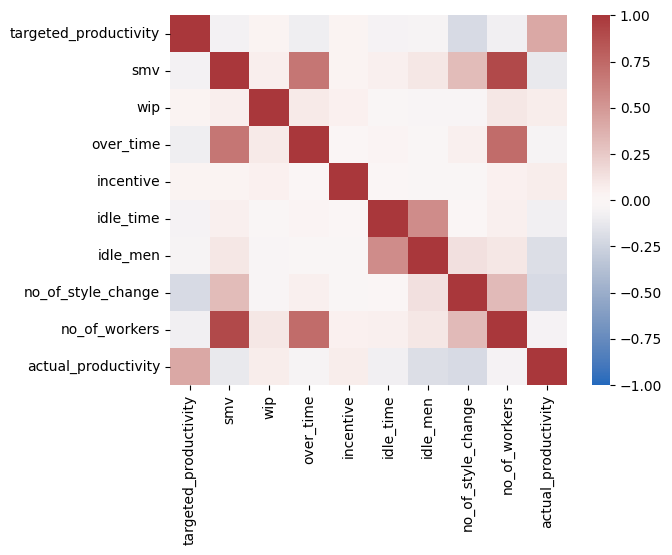 targeted_productivity
smv
wip
over_time
incentive
idle_time
idle_men
no_of_style_change
no_of_workers
actual_productivity
targeted_productivity
smv
wip
over_time
incentive
idle_time
idle_men
no_of_style_change
no_of_workers
actual_productivity
1.00
0.75
0.50
0.25
0.00
−0.25
−0.50
−0.75
−1.00